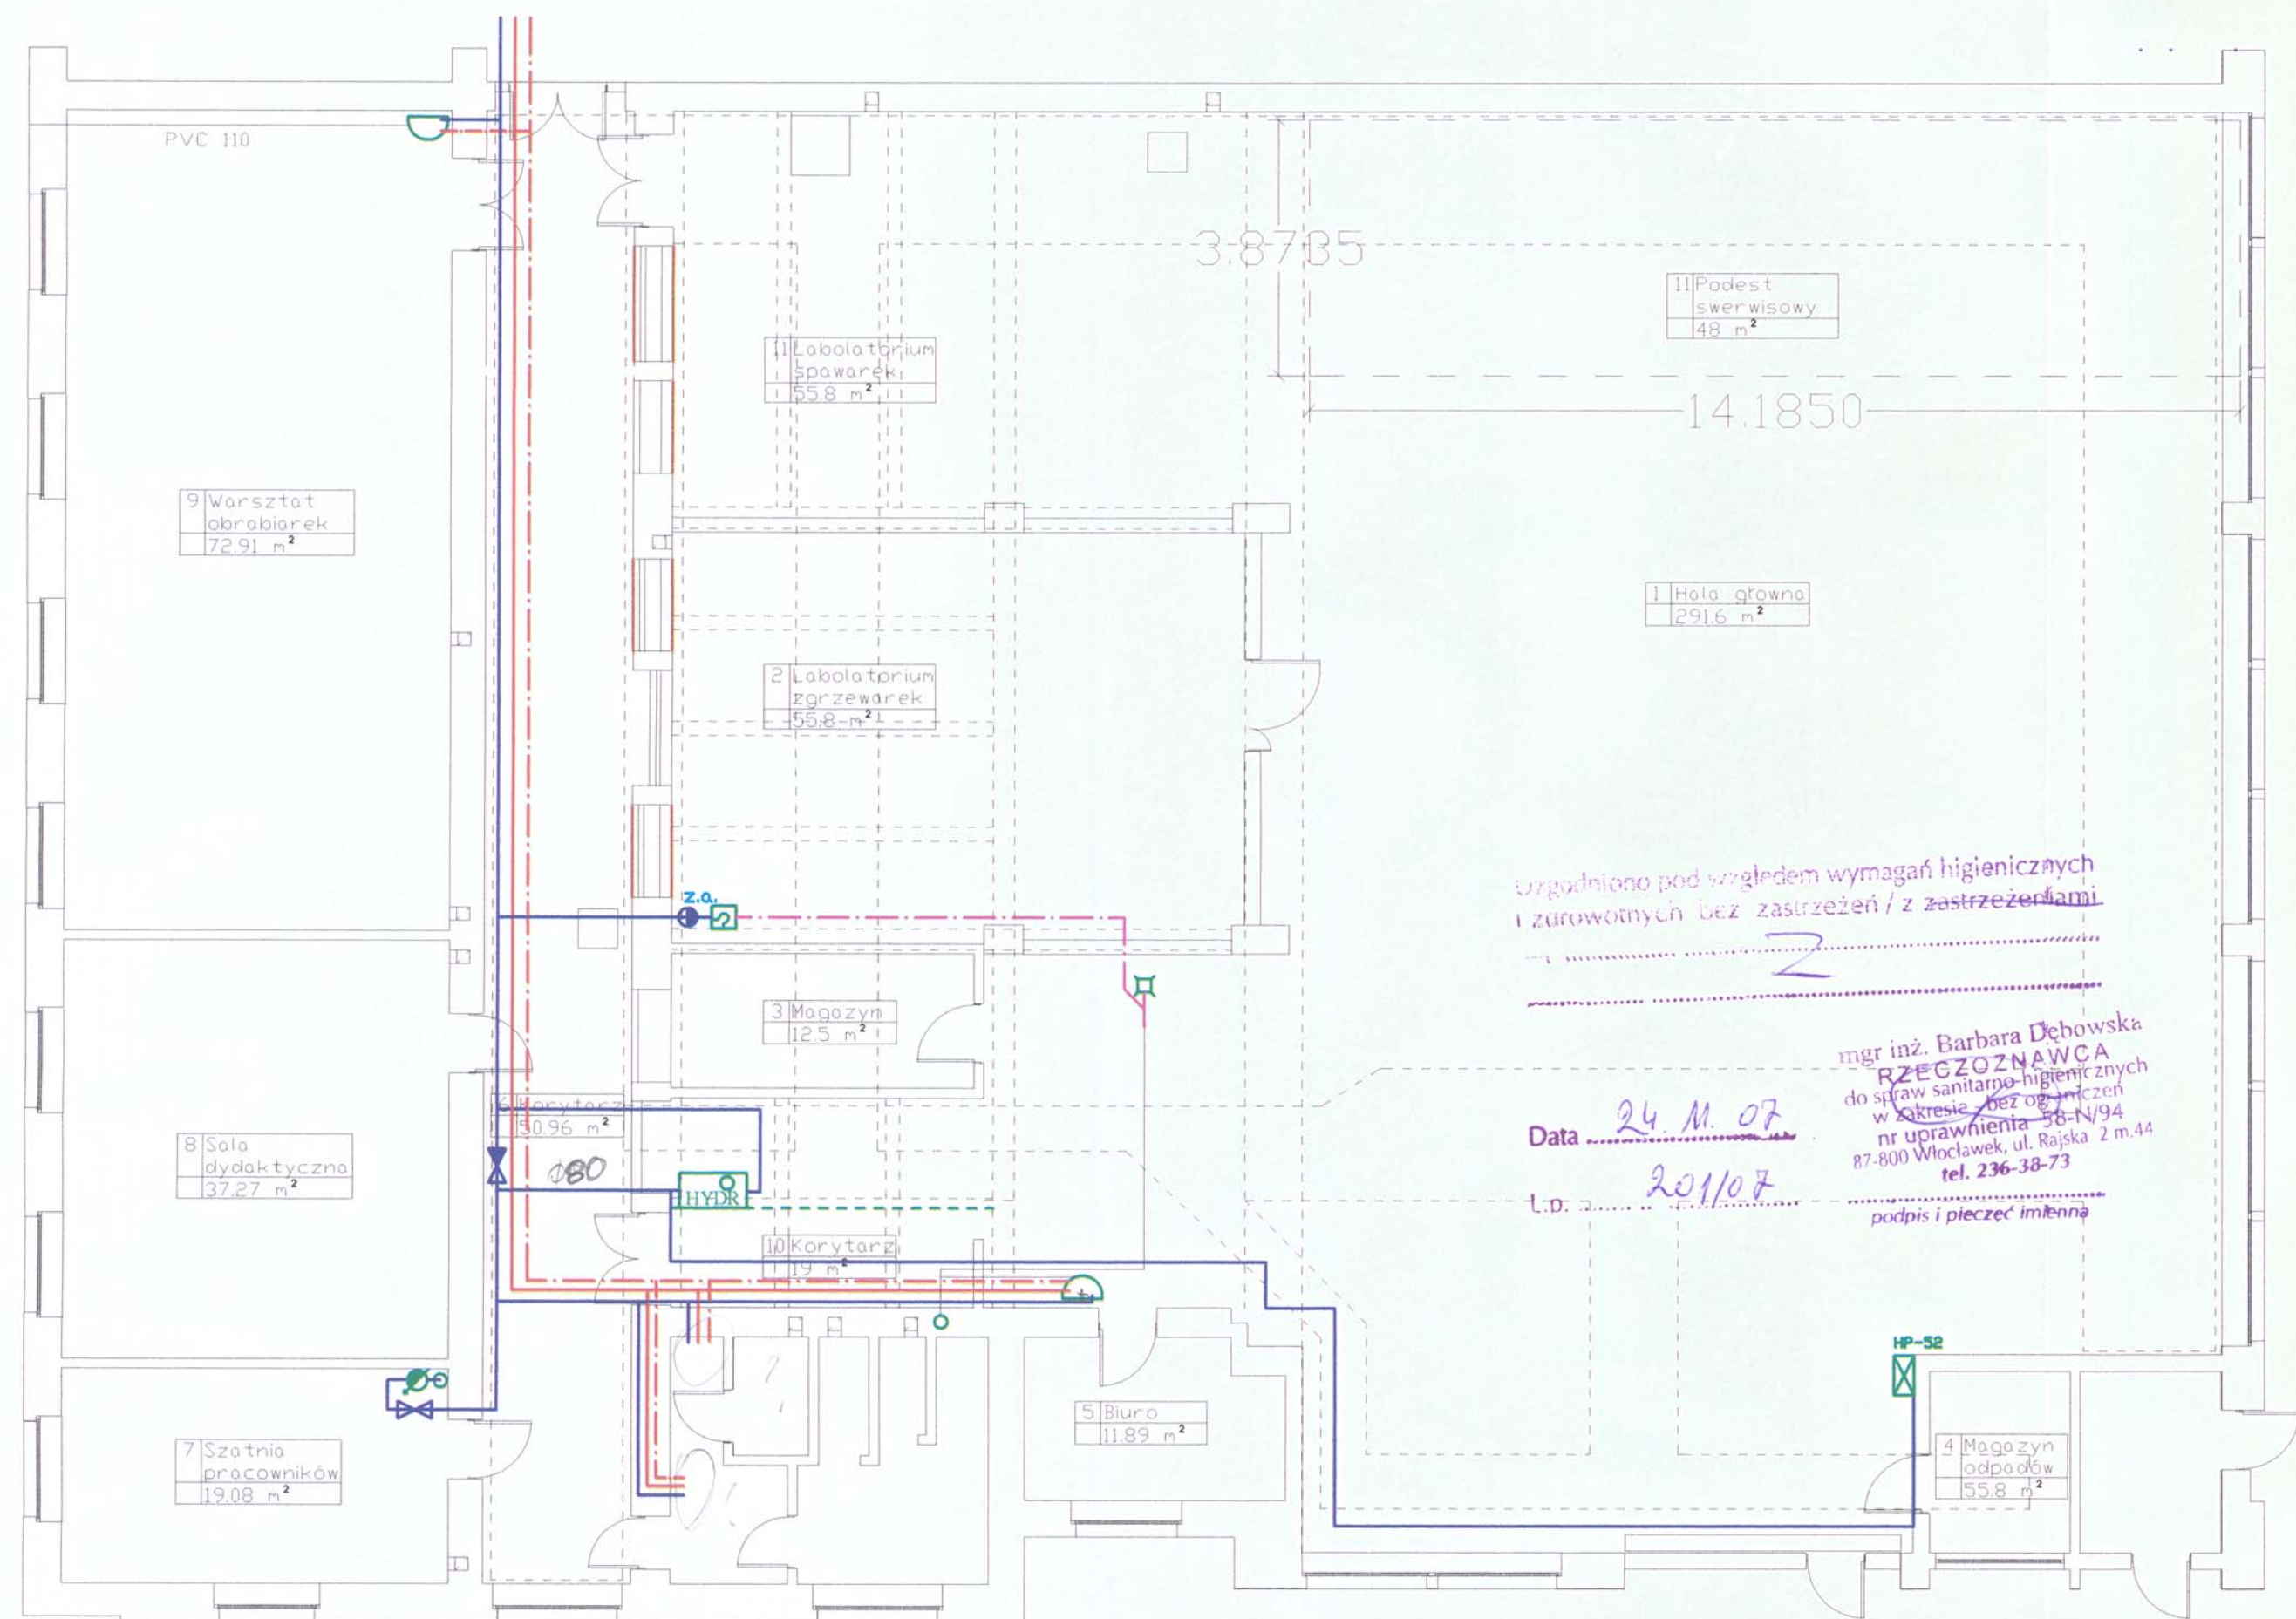 PVC 110
3.8735
11 Podest
swerwisowy
48 m²
14.1850
11 Labolatorium
spawarek
55.8 m²
9 Warsztat
obrabiarek
72.91 m²
1 Hala głowna
291.6 m²
2 Labolatorium
zgrzewarek
55.8 m²
z.a.
S
Uzgodniono pod względem wymagań higienicznych
i zdrowotnych bez zastrzeżeń / z zastrzeżeniami
3 Magazyn
12.5 m²
mgr inż. Barbara Dębowska
RZECZOZNAWCA
do spraw sanitarno-higienicznych
w zakresie bez ograniczeń
nr uprawnienia 58-N/94
87-800 Włocławek, ul. Rajska 2 m.44
tel. 236-38-73
Data 24. 11. 07
L.p. 201/07
podpis i pieczęć imienna
6 Korytarz
50.96 m²
8 Sala
dydaktyczna
37.27 m²
ϕ80
HYDR
10 Korytarz
19 m²
HP-52
5 Biuro
11.89 m²
7 Szatnia
pracowników
19.08 m²
4 Magazyn
odpadów
55.8 m²